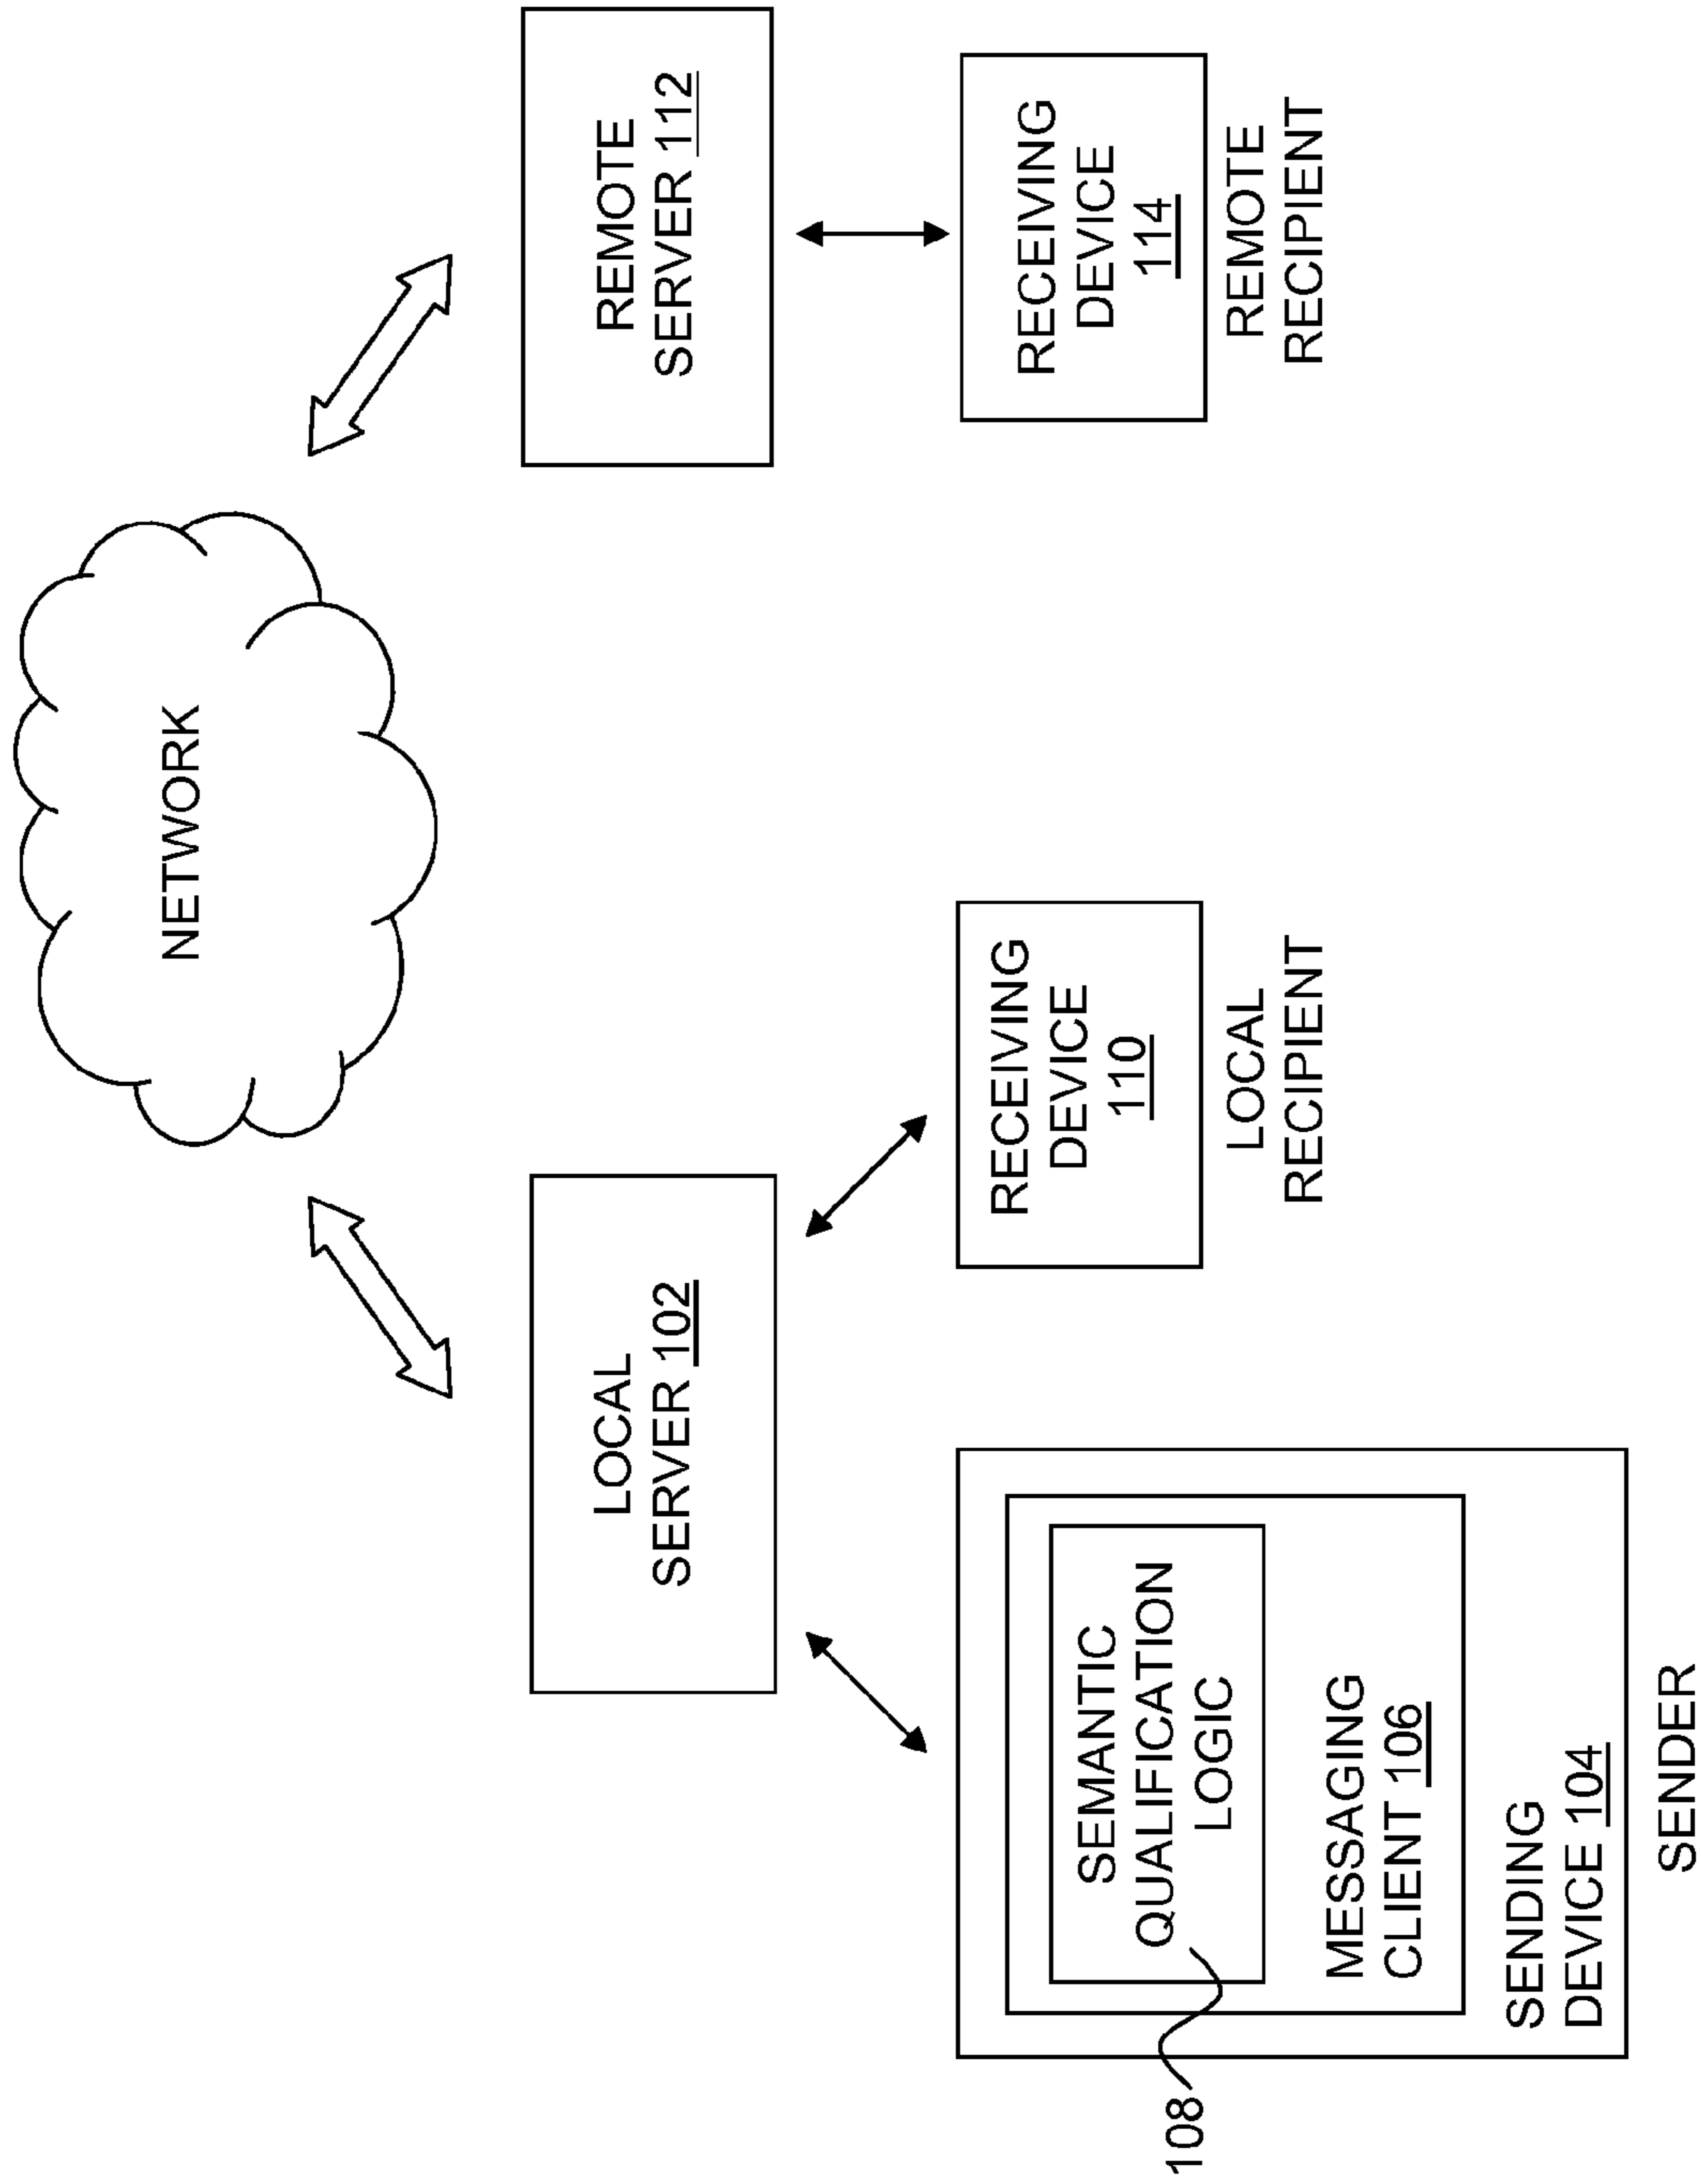 NETWORK
LOCAL
SERVER 102
REMOTE
SERVER 112
SEMANTIC
QUALIFICATION
LOGIC
108
MESSAGING
CLIENT 106
SENDING
DEVICE 104
SENDER
RECEIVING
DEVICE
110
LOCAL
RECIPIENT
RECEIVING
DEVICE
114
REMOTE
RECIPIENT